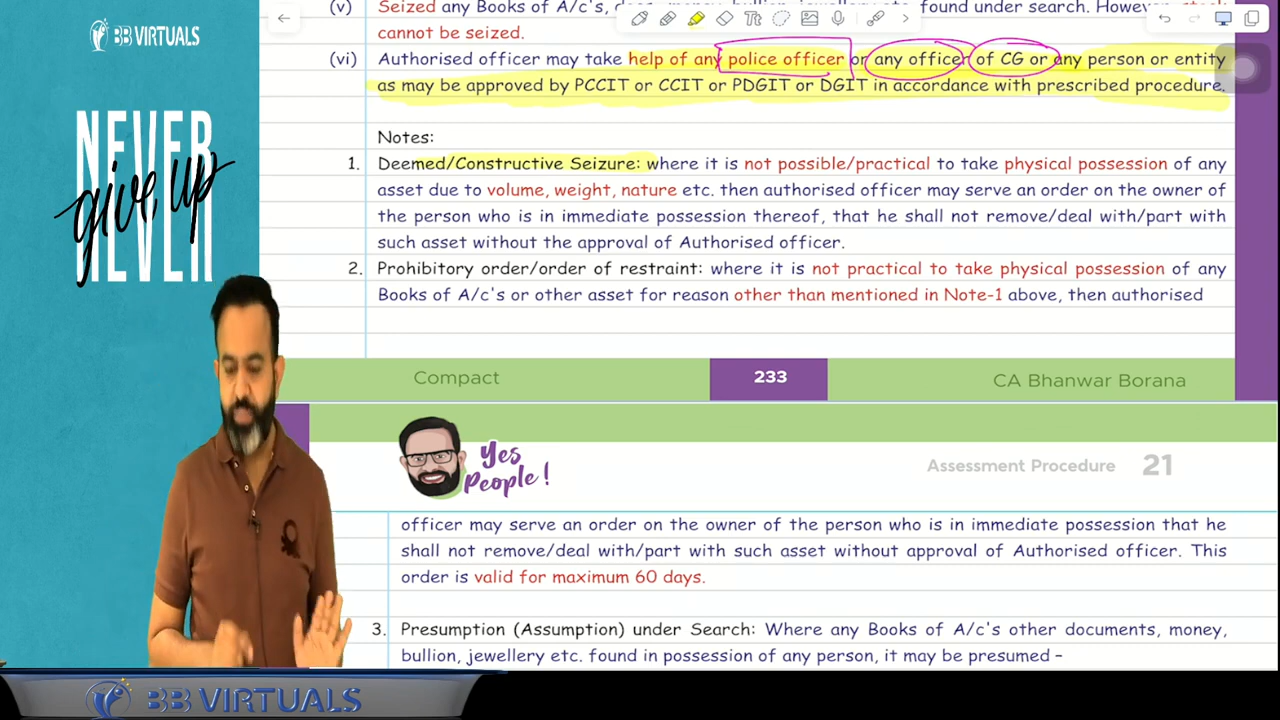 BB VIRTUALS
NEVER
give up
NEVER
(v) Seized any Books of A/c's, docs, money, bullion, jewellery etc. found under search. However, stock
cannot be seized.
(vi) Authorised officer may take help of any police officer or any officer of CG or any person or entity
as may be approved by PCCIT or CCIT or PDGIT or DGIT in accordance with prescribed procedure.
Notes:
1. Deemed/Constructive Seizure: where it is not possible/practical to take physical possession of any
asset due to volume, weight, nature etc. then authorised officer may serve an order on the owner of
the person who is in immediate possession thereof, that he shall not remove/deal with/part with
such asset without the approval of Authorised officer.
2. Prohibitory order/order of restraint: where it is not practical to take physical possession of any
Books of A/c's or other asset for reason other than mentioned in Note-1 above, then authorised
Compact 233 CA Bhanwar Borana
Yes
People!
Assessment Procedure 21
officer may serve an order on the owner of the person who is in immediate possession that he
shall not remove/deal with/part with such asset without approval of Authorised officer. This
order is valid for maximum 60 days.
3. Presumption (Assumption) under Search: Where any Books of A/c's other documents, money,
bullion, jewellery etc. found in possession of any person, it may be presumed –
BB VIRTUALS